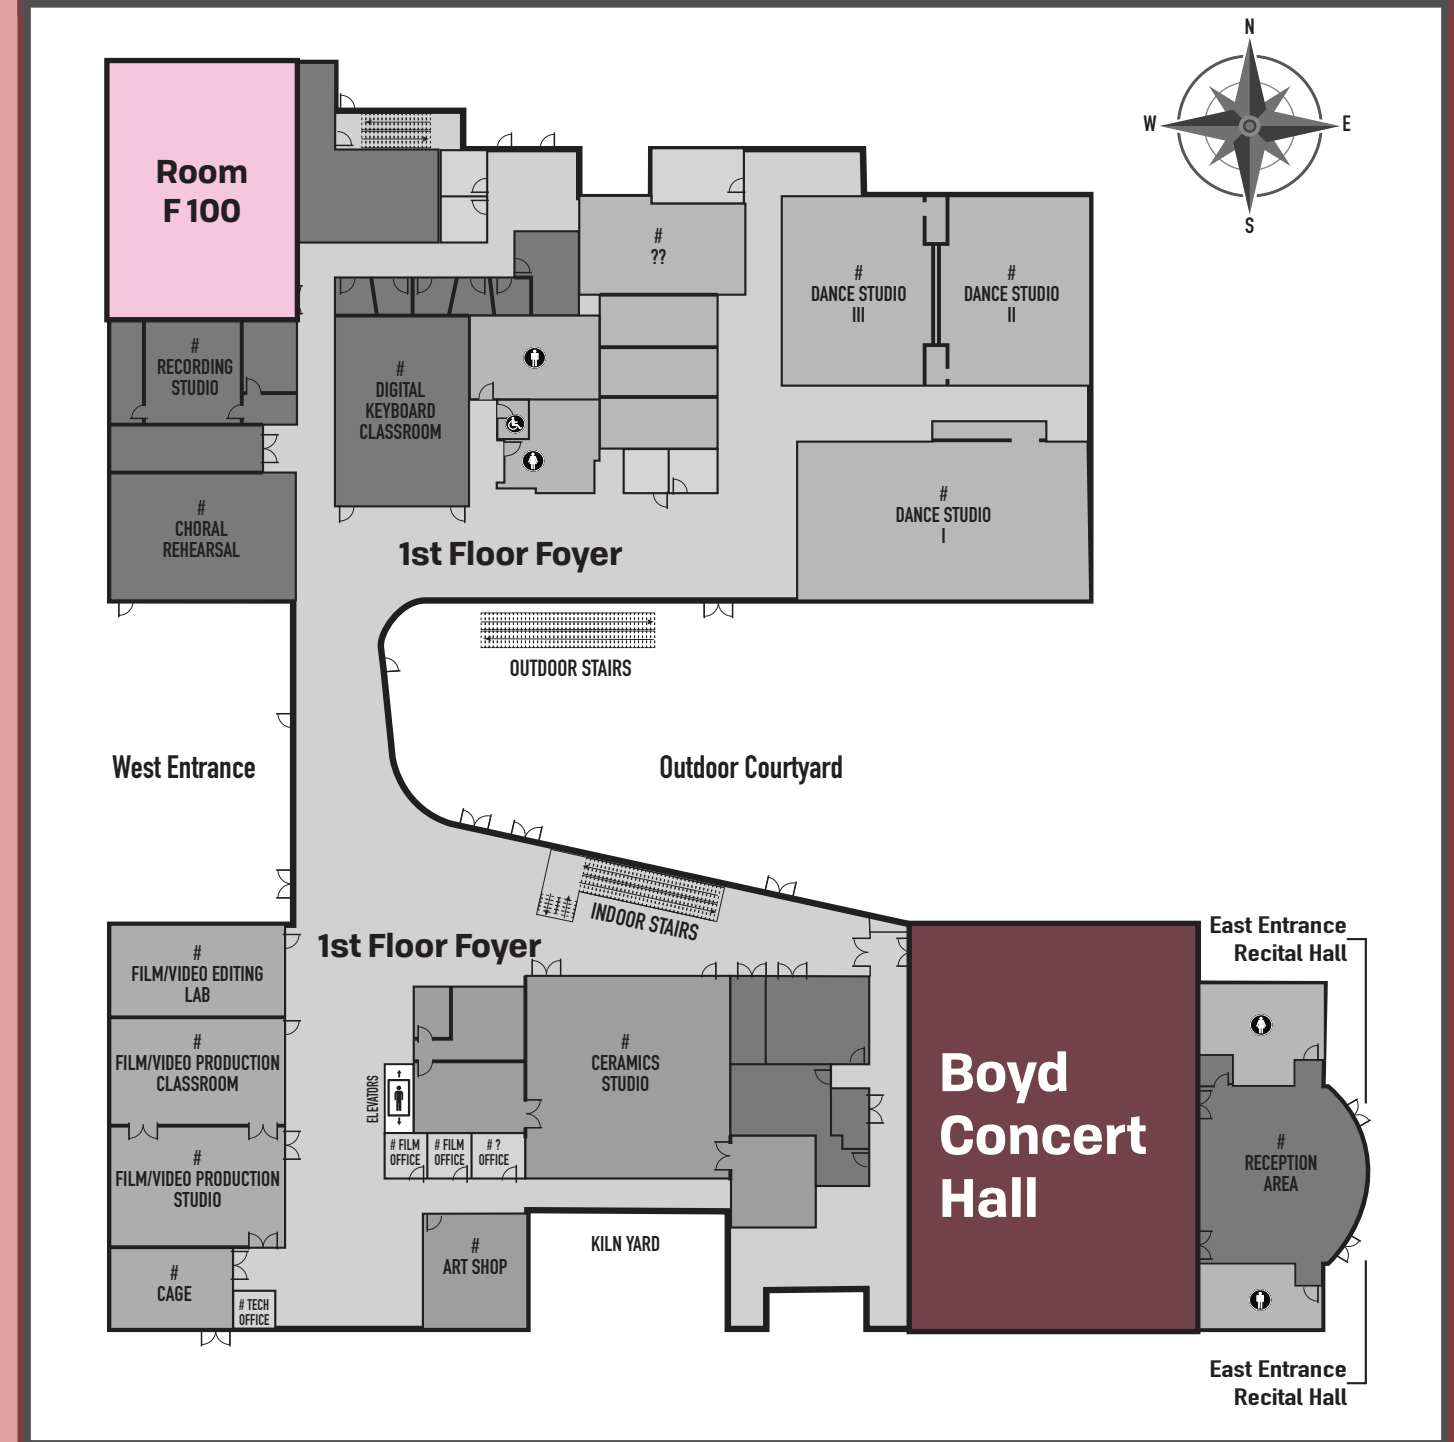 N
W
E
S
Room
F 100
#
??
#
DANCE STUDIO
III
#
DANCE STUDIO
II
#
RECORDING
STUDIO
#
DIGITAL
KEYBOARD
CLASSROOM
#
CHORAL
REHEARSAL
#
DANCE STUDIO
I
1st Floor Foyer
OUTDOOR STAIRS
West Entrance
Outdoor Courtyard
INDOOR STAIRS
1st Floor Foyer
#
FILM/VIDEO EDITING
LAB
#
FILM/VIDEO PRODUCTION
CLASSROOM
#
FILM/VIDEO PRODUCTION
STUDIO
#
CAGE
# TECH
OFFICE
ELEVATORS
# FILM
OFFICE
# FILM
OFFICE
# ?
OFFICE
#
CERAMICS
STUDIO
#
ART SHOP
KILN YARD
Boyd
Concert
Hall
East Entrance
Recital Hall
#
RECEPTION
AREA
East Entrance
Recital Hall